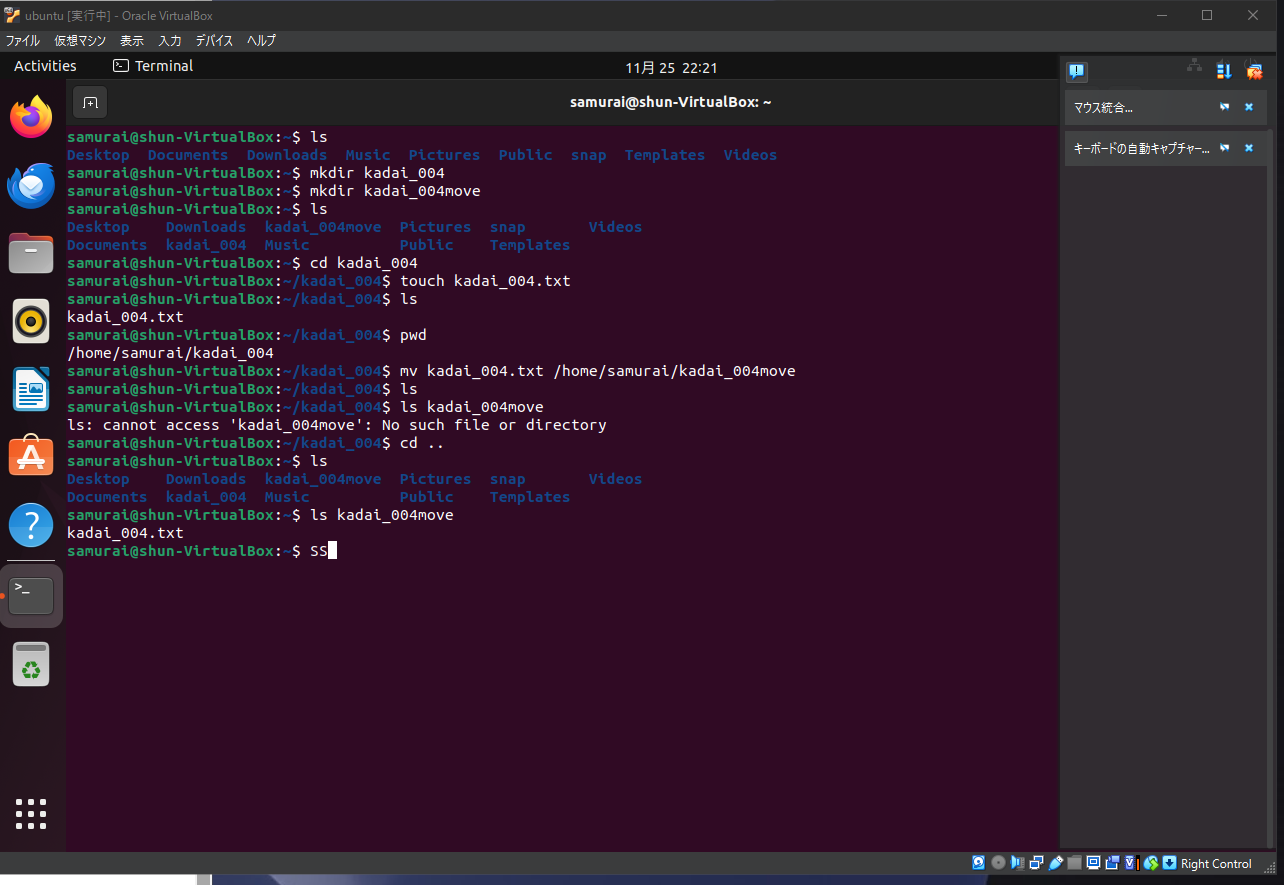 ubuntu [実行中] - Oracle VirtualBox
ファイル 仮想マシン 表示 入力 デバイス ヘルプ
Activities Terminal 11月 25 22:21
samurai@shun-VirtualBox: ~
マウス統合...
キーボードの自動キャプチャー...
samurai@shun-VirtualBox:~$ ls
Desktop Documents Downloads Music Pictures Public snap Templates Videos
samurai@shun-VirtualBox:~$ mkdir kadai_004
samurai@shun-VirtualBox:~$ mkdir kadai_004move
samurai@shun-VirtualBox:~$ ls
Desktop Downloads kadai_004move Pictures snap Videos
Documents kadai_004 Music Public Templates
samurai@shun-VirtualBox:~$ cd kadai_004
samurai@shun-VirtualBox:~/kadai_004$ touch kadai_004.txt
samurai@shun-VirtualBox:~/kadai_004$ ls
kadai_004.txt
samurai@shun-VirtualBox:~/kadai_004$ pwd
/home/samurai/kadai_004
samurai@shun-VirtualBox:~/kadai_004$ mv kadai_004.txt /home/samurai/kadai_004move
samurai@shun-VirtualBox:~/kadai_004$ ls
samurai@shun-VirtualBox:~/kadai_004$ ls kadai_004move
ls: cannot access 'kadai_004move': No such file or directory
samurai@shun-VirtualBox:~/kadai_004$ cd ..
samurai@shun-VirtualBox:~$ ls
Desktop Downloads kadai_004move Pictures snap Videos
Documents kadai_004 Music Public Templates
samurai@shun-VirtualBox:~$ ls kadai_004move
kadai_004.txt
samurai@shun-VirtualBox:~$ SS
Right Control